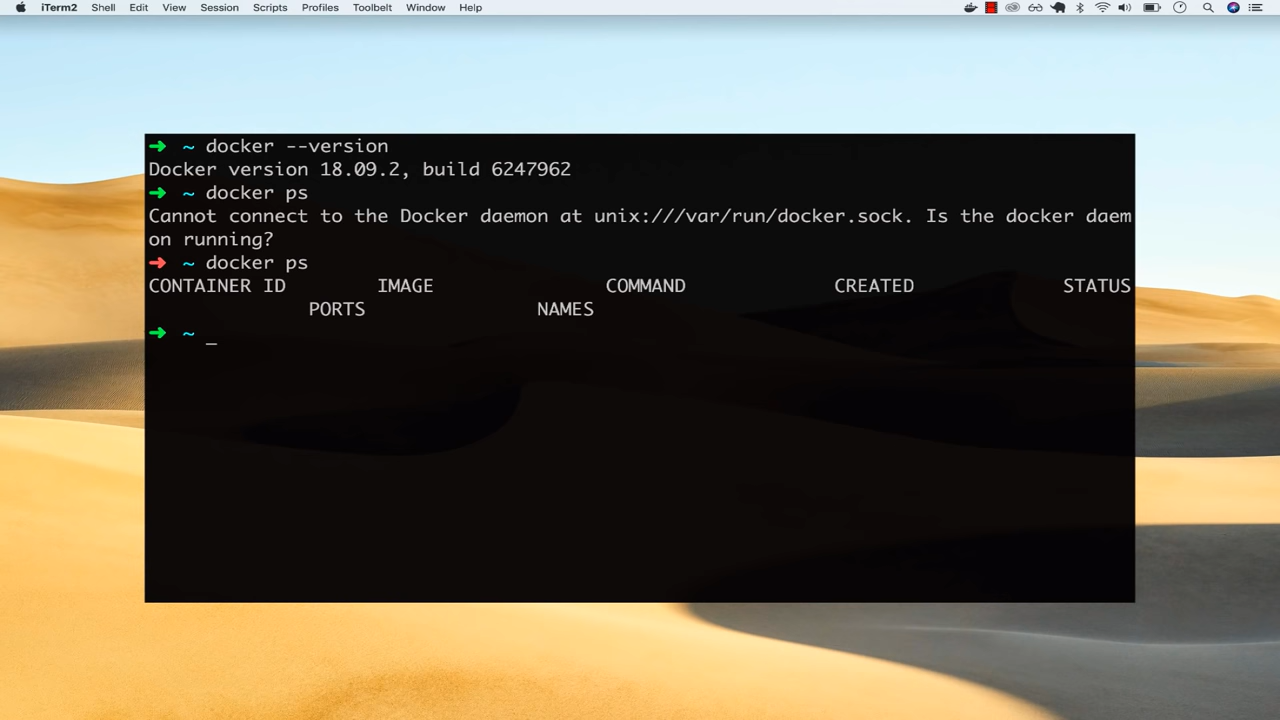 iTerm2 Shell Edit View Session Scripts Profiles Toolbelt Window Help
➜ ~ docker --version
Docker version 18.09.2, build 6247962
➜ ~ docker ps
Cannot connect to the Docker daemon at unix:///var/run/docker.sock. Is the docker daem
on running?
➜ ~ docker ps
CONTAINER ID IMAGE COMMAND CREATED STATUS
PORTS NAMES
➜ ~ _